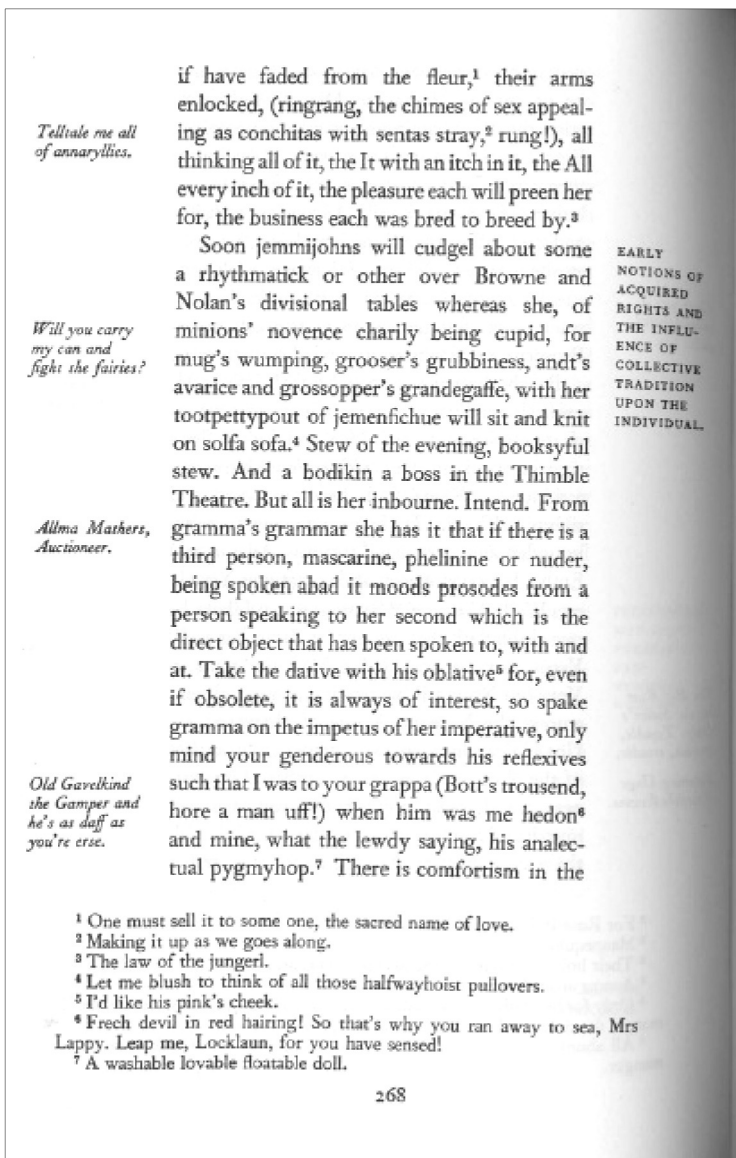 if have faded from the fleur,¹ their arms
enlocked, (ringrang, the chimes of sex appeal-
ing as conchitas with sentas stray,² rung!), all
thinking all of it, the It with an itch in it, the All
every inch of it, the pleasure each will preen her
for, the business each was bred to breed by.³
Telltale me all
of annaryllies.
Soon jemmijohns will cudgel about some
a rhythmatick or other over Browne and
Nolan's divisional tables whereas she, of
minions' novence charily being cupid, for
mug's wumping, grooser's grubbiness, andt's
avarice and grossopper's grandegaffe, with her
tootpettypout of jemenfichue will sit and knit
on solfa sofa.⁴ Stew of the evening, booksyful
stew. And a bodikin a boss in the Thimble
Theatre. But all is her inbourne. Intend. From
gramma's grammar she has it that if there is a
third person, mascarine, phelinine or nuder,
being spoken abad it moods prosodes from a
person speaking to her second which is the
direct object that has been spoken to, with and
at. Take the dative with his oblative⁵ for, even
if obsolete, it is always of interest, so spake
gramma on the impetus of her imperative, only
mind your genderous towards his reflexives
such that I was to your grappa (Bott's trousend,
hore a man uff!) when him was me hedon⁶
and mine, what the lewdy saying, his analec-
tual pygmyhop.⁷ There is comfortism in the
EARLY
NOTIONS OF
ACQUIRED
RIGHTS AND
THE INFLU-
ENCE OF
COLLECTIVE
TRADITION
UPON THE
INDIVIDUAL.
Will you carry
my can and
fight the fairies?
Allma Mathers,
Auctioneer.
Old Gavelkind
the Gamper and
he's as daff as
you're erse.
¹ One must sell it to some one, the sacred name of love.
² Making it up as we goes along.
³ The law of the jungerl.
⁴ Let me blush to think of all those halfwayhoist pullovers.
⁵ I'd like his pink's cheek.
⁶ Frech devil in red hairing! So that's why you ran away to sea, Mrs
Lappy. Leap me, Locklaun, for you have sensed!
⁷ A washable lovable floatable doll.
268